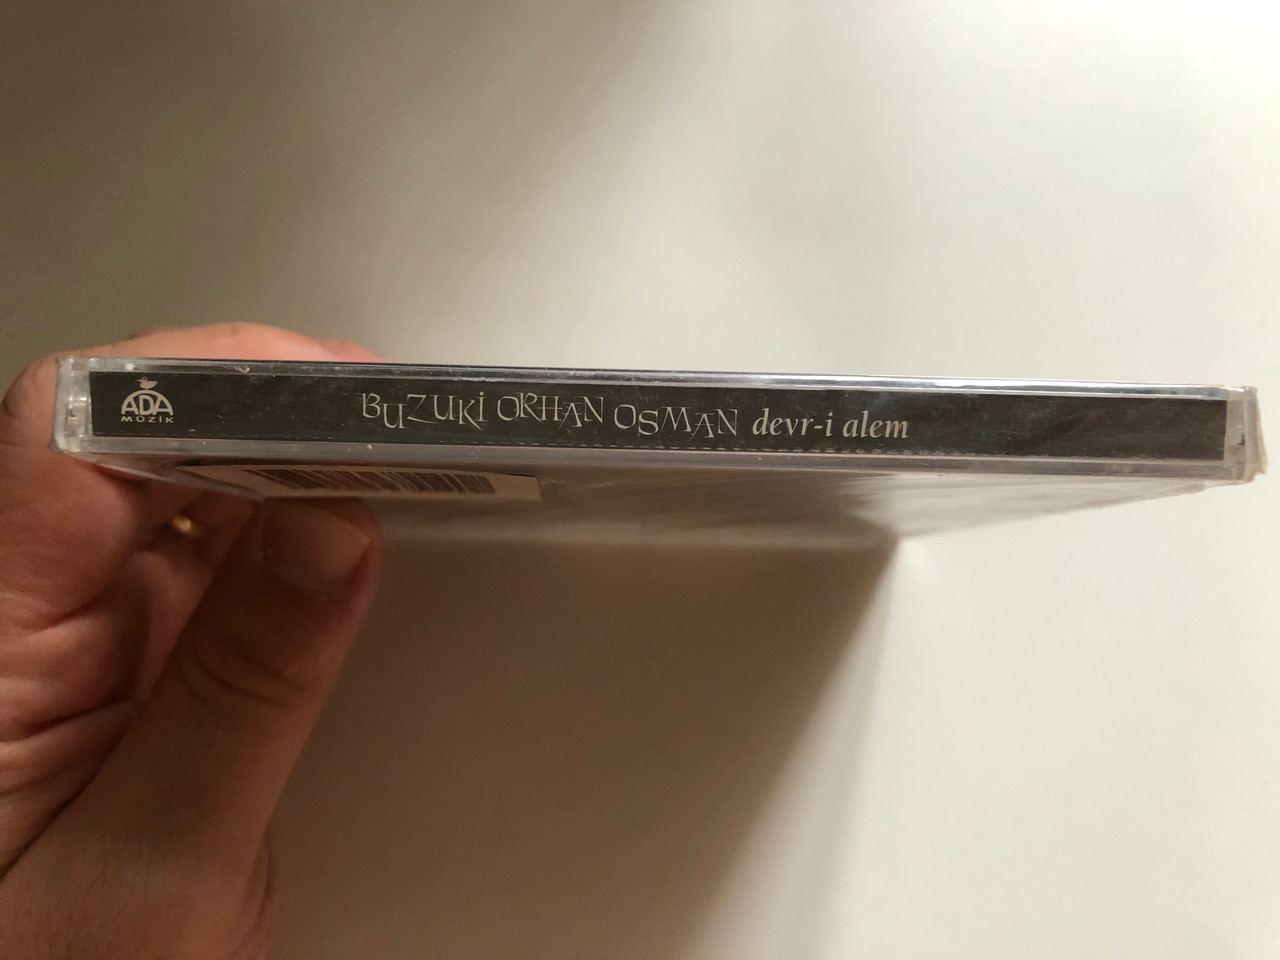 ADA
MÜZİK
BUZUKİ ORHAN OSMAN devr-i alem